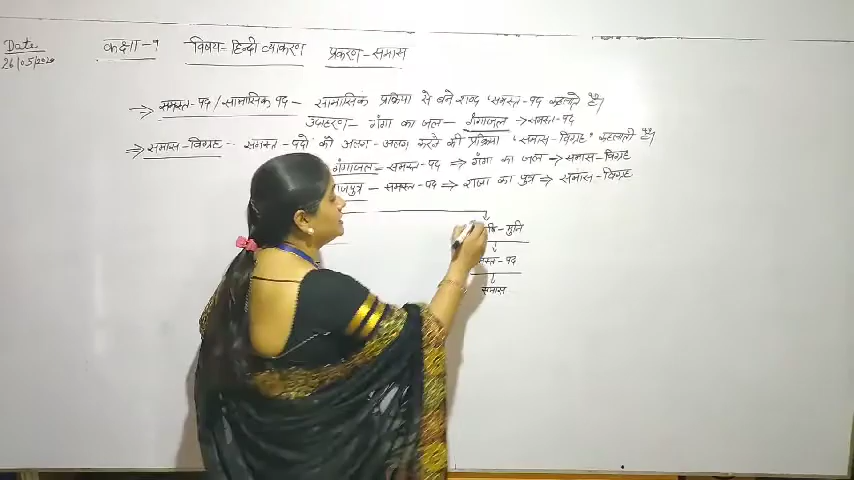 Date
26/05/2020
कक्षा-९ विषय- हिन्दी व्याकरण प्रकरण-समास
→ समस्त-पद/सामासिक पद - सामासिक प्रक्रिया से बने शब्द 'समस्त-पद कहलाते हैं।
उदाहरण- गंगा का जल- गंगाजल → समस्त-पद
⇒ समास-विग्रह - समस्त-पदों को अलग-अलग करने की प्रक्रिया 'समास-विग्रह' कहलाती है।
गंगाजल = समस्त-पद ⇒ गंगा का जल ⇒ समास-विग्रह
राजपुत्र - समस्त-पद ⇒ राजा का पुत्र ⇒ समास-विग्रह
-मुनि
-पद
समास